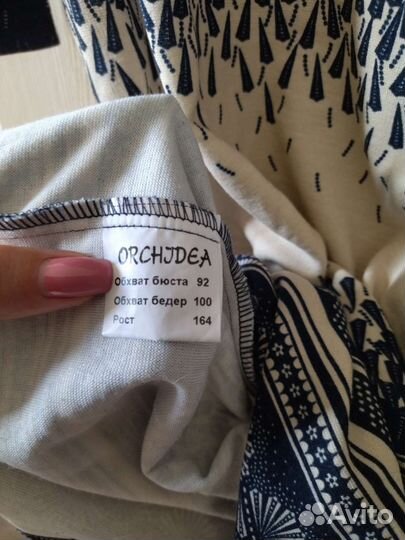 ORCHIDEA
Обхват бюста 92
Обхват бедер 100
Рост 164
Avito